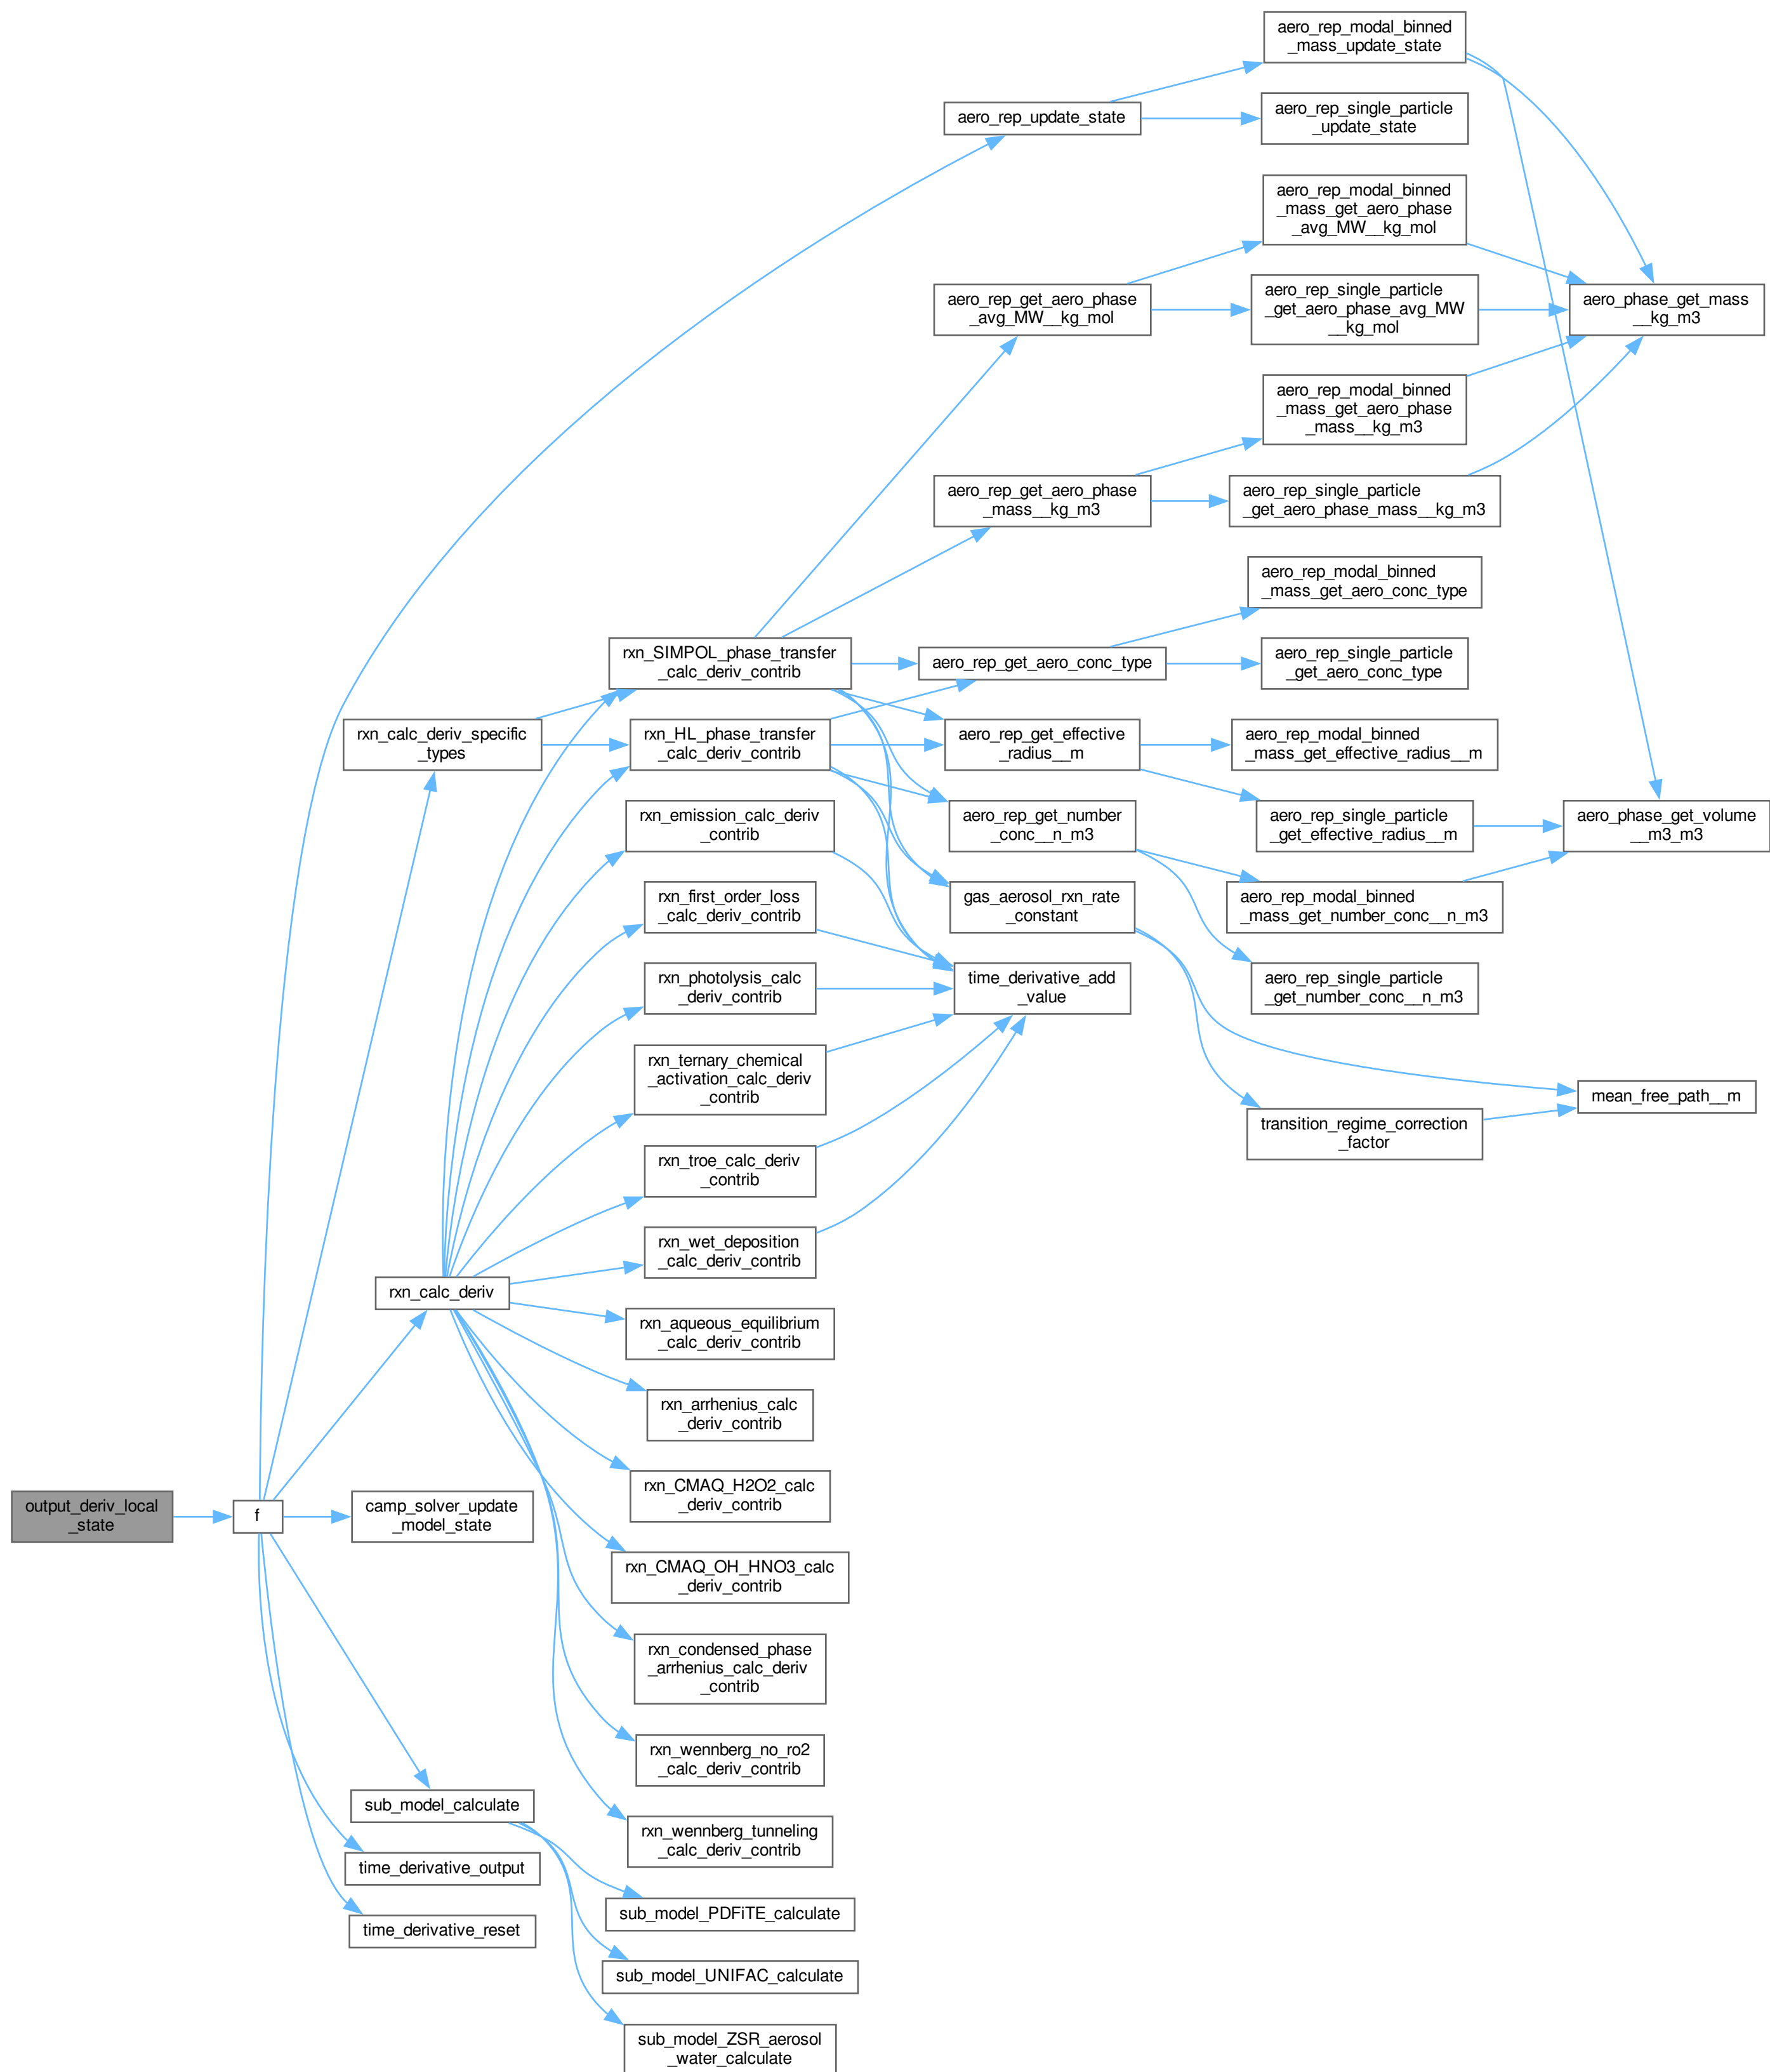 output_deriv_local
_state
f
aero_rep_update_state
rxn_calc_deriv_specific
_types
rxn_calc_deriv
camp_solver_update
_model_state
sub_model_calculate
time_derivative_output
time_derivative_reset
rxn_SIMPOL_phase_transfer
_calc_deriv_contrib
rxn_HL_phase_transfer
_calc_deriv_contrib
rxn_emission_calc_deriv
_contrib
rxn_first_order_loss
_calc_deriv_contrib
rxn_photolysis_calc
_deriv_contrib
rxn_ternary_chemical
_activation_calc_deriv
_contrib
rxn_troe_calc_deriv
_contrib
rxn_wet_deposition
_calc_deriv_contrib
rxn_aqueous_equilibrium
_calc_deriv_contrib
rxn_arrhenius_calc
_deriv_contrib
rxn_CMAQ_H2O2_calc
_deriv_contrib
rxn_CMAQ_OH_HNO3_calc
_deriv_contrib
rxn_condensed_phase
_arrhenius_calc_deriv
_contrib
rxn_wennberg_no_ro2
_calc_deriv_contrib
rxn_wennberg_tunneling
_calc_deriv_contrib
sub_model_PDFiTE_calculate
sub_model_UNIFAC_calculate
sub_model_ZSR_aerosol
_water_calculate
aero_rep_get_aero_phase
_avg_MW__kg_mol
aero_rep_get_aero_phase
_mass__kg_m3
aero_rep_get_aero_conc_type
aero_rep_get_effective
_radius__m
aero_rep_get_number
_conc__n_m3
gas_aerosol_rxn_rate
_constant
time_derivative_add
_value
aero_rep_modal_binned
_mass_update_state
aero_rep_single_particle
_update_state
aero_rep_modal_binned
_mass_get_aero_phase
_avg_MW__kg_mol
aero_rep_single_particle
_get_aero_phase_avg_MW
__kg_mol
aero_rep_modal_binned
_mass_get_aero_phase
_mass__kg_m3
aero_rep_single_particle
_get_aero_phase_mass__kg_m3
aero_rep_modal_binned
_mass_get_aero_conc_type
aero_rep_single_particle
_get_aero_conc_type
aero_rep_modal_binned
_mass_get_effective_radius__m
aero_rep_single_particle
_get_effective_radius__m
aero_rep_modal_binned
_mass_get_number_conc__n_m3
aero_rep_single_particle
_get_number_conc__n_m3
transition_regime_correction
_factor
aero_phase_get_mass
__kg_m3
aero_phase_get_volume
__m3_m3
mean_free_path__m